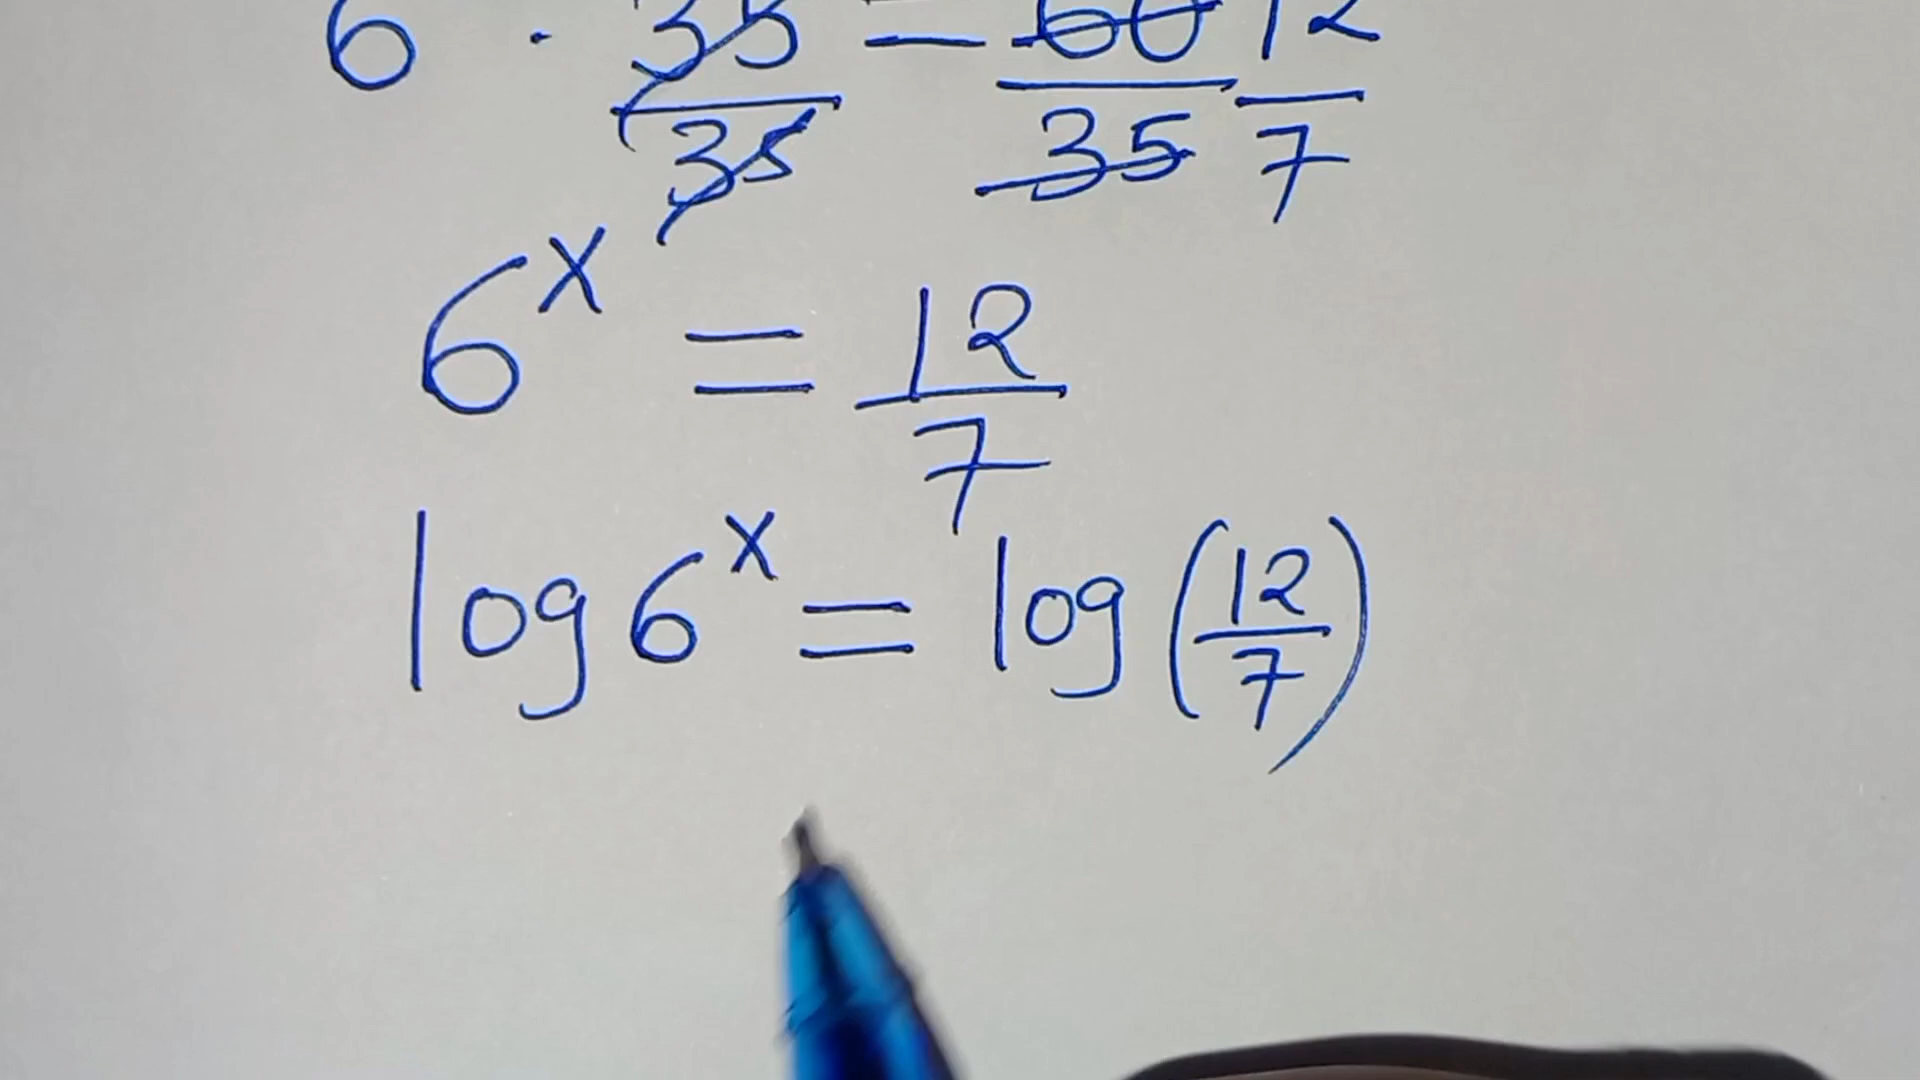 6 · 35/35 = 60/35 12/7
6^x = 12/7
log 6^x = log (12/7)